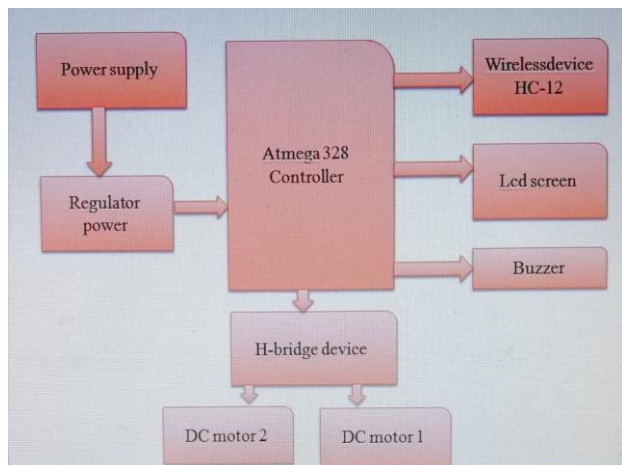 Power supply
Wirelessdevice
HC-12
Atmega 328
Controller
Lcd screen
Regulator
power
Buzzer
H-bridge device
DC motor 2
DC motor 1